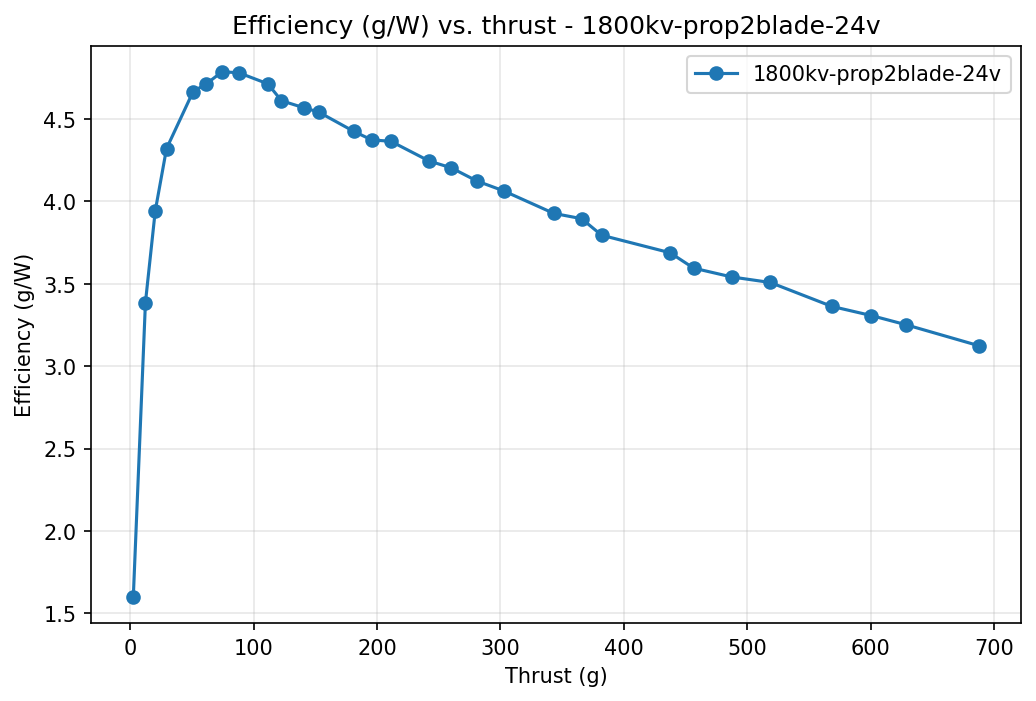 Efficiency (g/W) vs. thrust - 1800kv-prop2blade-24v
1800kv-prop2blade-24v
Efficiency (g/W)
4.5
4.0
3.5
3.0
2.5
2.0
1.5
0 100 200 300 400 500 600 700
Thrust (g)